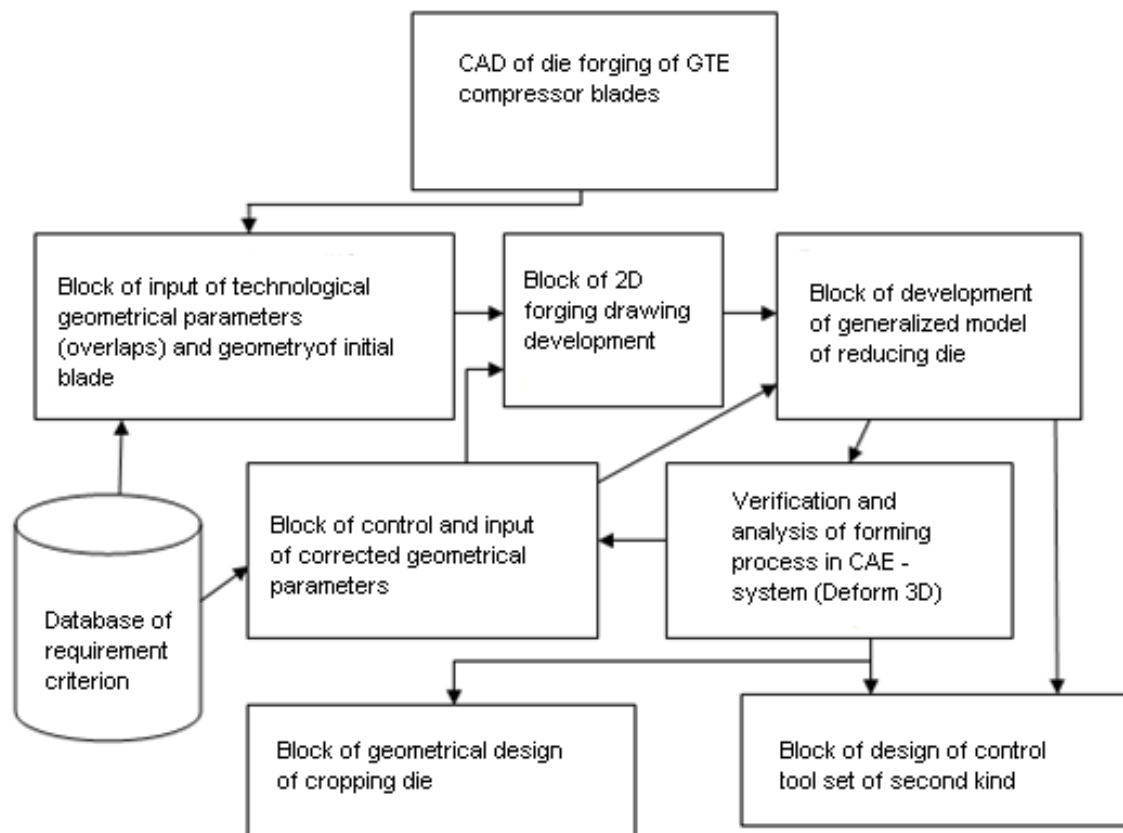 CAD of die forging of GTE
compressor blades
Block of input of technological
geometrical parameters
(overlaps) and geometryof initial
blade
Block of 2D
forging drawing
development
Block of development
of generalized model
of reducing die
Block of control and input
of corrected geometrical
parameters
Verification and
analysis of forming
process in CAE -
system (Deform 3D)
Database of
requirement
criterion
Block of geometrical design
of cropping die
Block of design of control
tool set of second kind